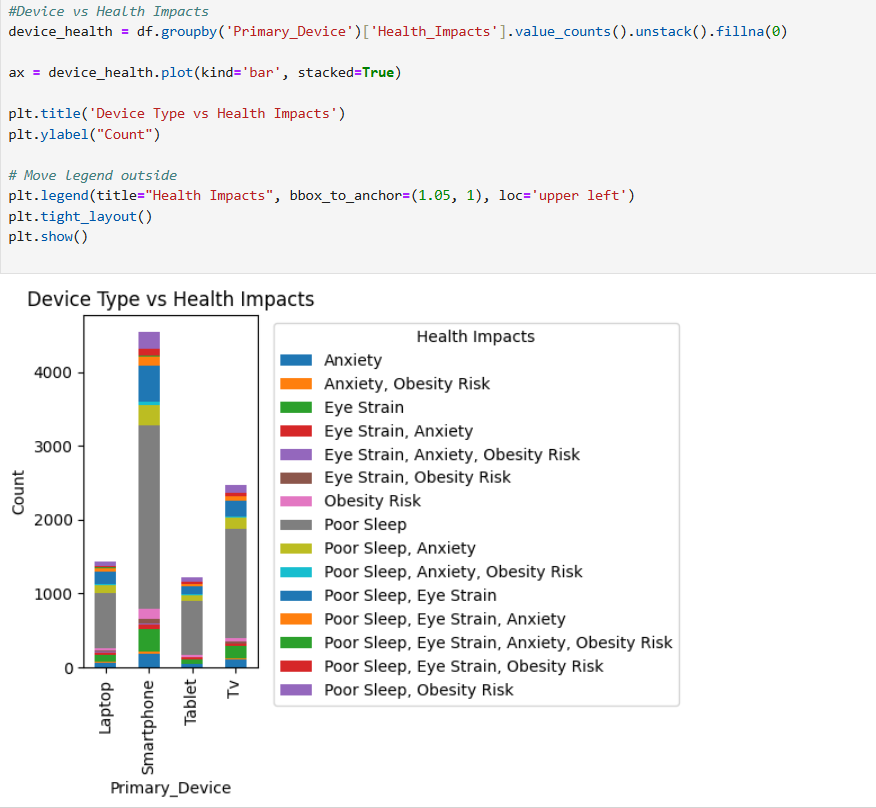 #Device vs Health Impacts
device_health = df.groupby('Primary_Device')['Health_Impacts'].value_counts().unstack().fillna(0)
ax = device_health.plot(kind='bar', stacked=True)
plt.title('Device Type vs Health Impacts')
plt.ylabel("Count")
# Move legend outside
plt.legend(title="Health Impacts", bbox_to_anchor=(1.05, 1), loc='upper left')
plt.tight_layout()
plt.show()
Device Type vs Health Impacts
Count
4000
3000
2000
1000
0
Laptop
Smartphone
Tablet
Tv
Primary_Device
Health Impacts
Anxiety
Anxiety, Obesity Risk
Eye Strain
Eye Strain, Anxiety
Eye Strain, Anxiety, Obesity Risk
Eye Strain, Obesity Risk
Obesity Risk
Poor Sleep
Poor Sleep, Anxiety
Poor Sleep, Anxiety, Obesity Risk
Poor Sleep, Eye Strain
Poor Sleep, Eye Strain, Anxiety
Poor Sleep, Eye Strain, Anxiety, Obesity Risk
Poor Sleep, Eye Strain, Obesity Risk
Poor Sleep, Obesity Risk